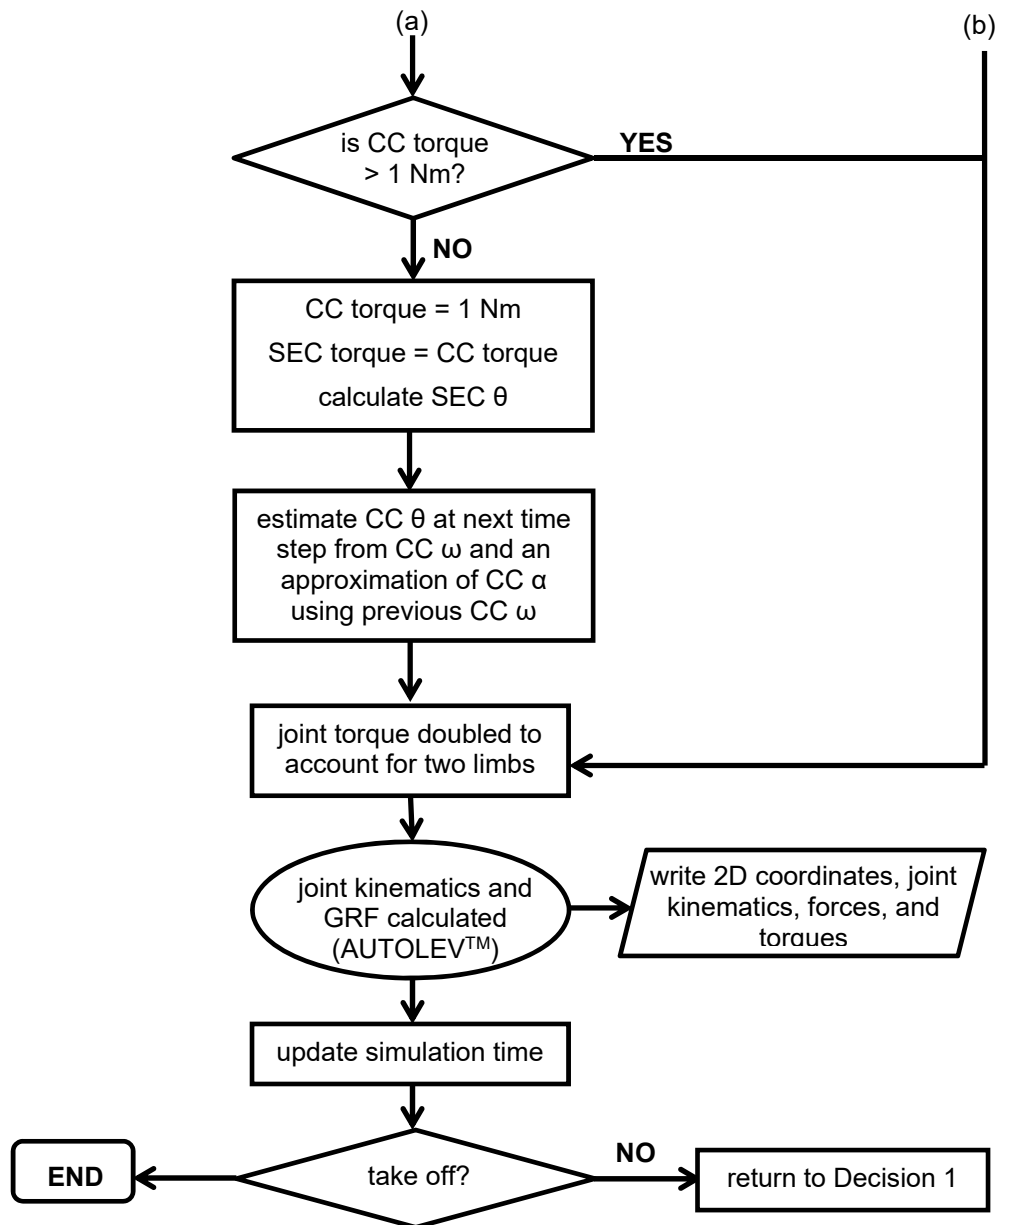 (a)
(b)
is CC torque
> 1 Nm?
YES
NO
CC torque = 1 Nm
SEC torque = CC torque
calculate SEC θ
estimate CC θ at next time
step from CC ω and an
approximation of CC α
using previous CC ω
joint torque doubled to
account for two limbs
joint kinematics and
GRF calculated
(AUTOLEV™)
write 2D coordinates, joint
kinematics, forces, and
torques
update simulation time
take off?
NO
END
return to Decision 1